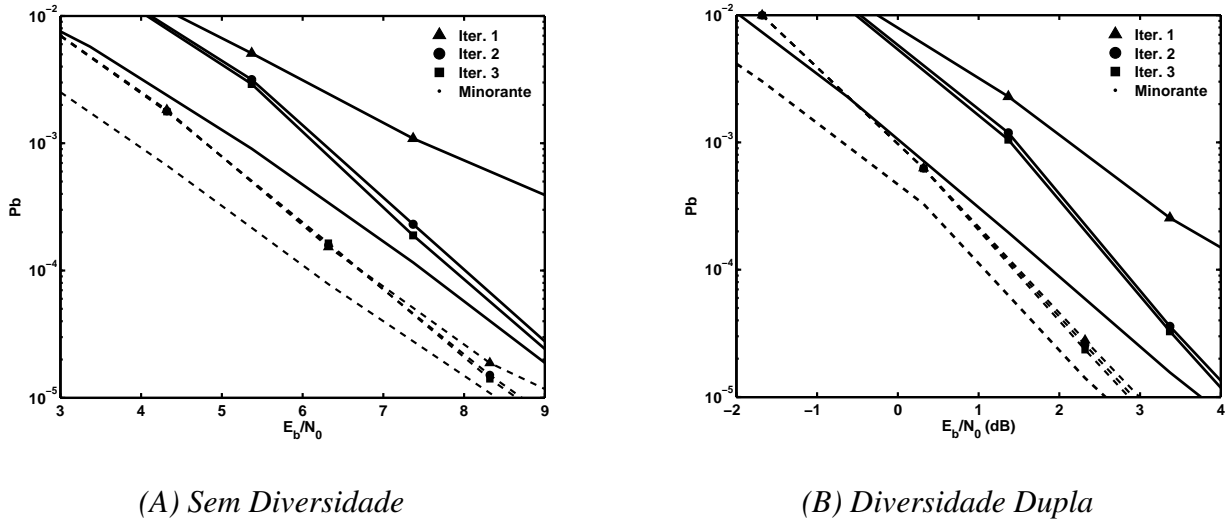 10^-2
10^-3
10^-4
10^-5
Pb
3 4 5 6 7 8 9
E_b/N_0
Iter. 1
Iter. 2
Iter. 3
Minorante
(A) Sem Diversidade
10^-2
10^-3
10^-4
10^-5
Pb
−2 −1 0 1 2 3 4
E_b/N_0 (dB)
Iter. 1
Iter. 2
Iter. 3
Minorante
(B) Diversidade Dupla